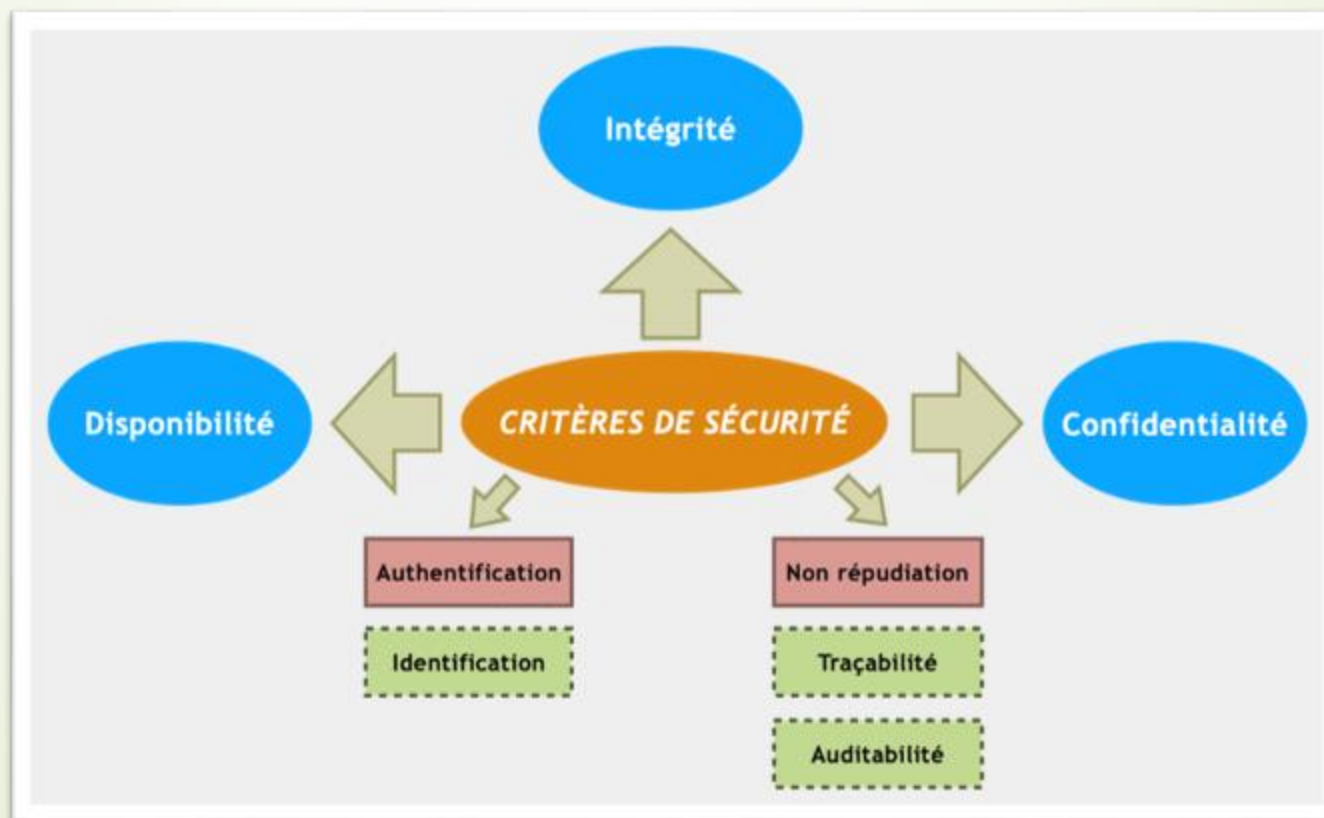 Intégrité
Disponibilité
CRITÈRES DE SÉCURITÉ
Confidentialité
Authentification
Non répudiation
Identification
Traçabilité
Auditabilité